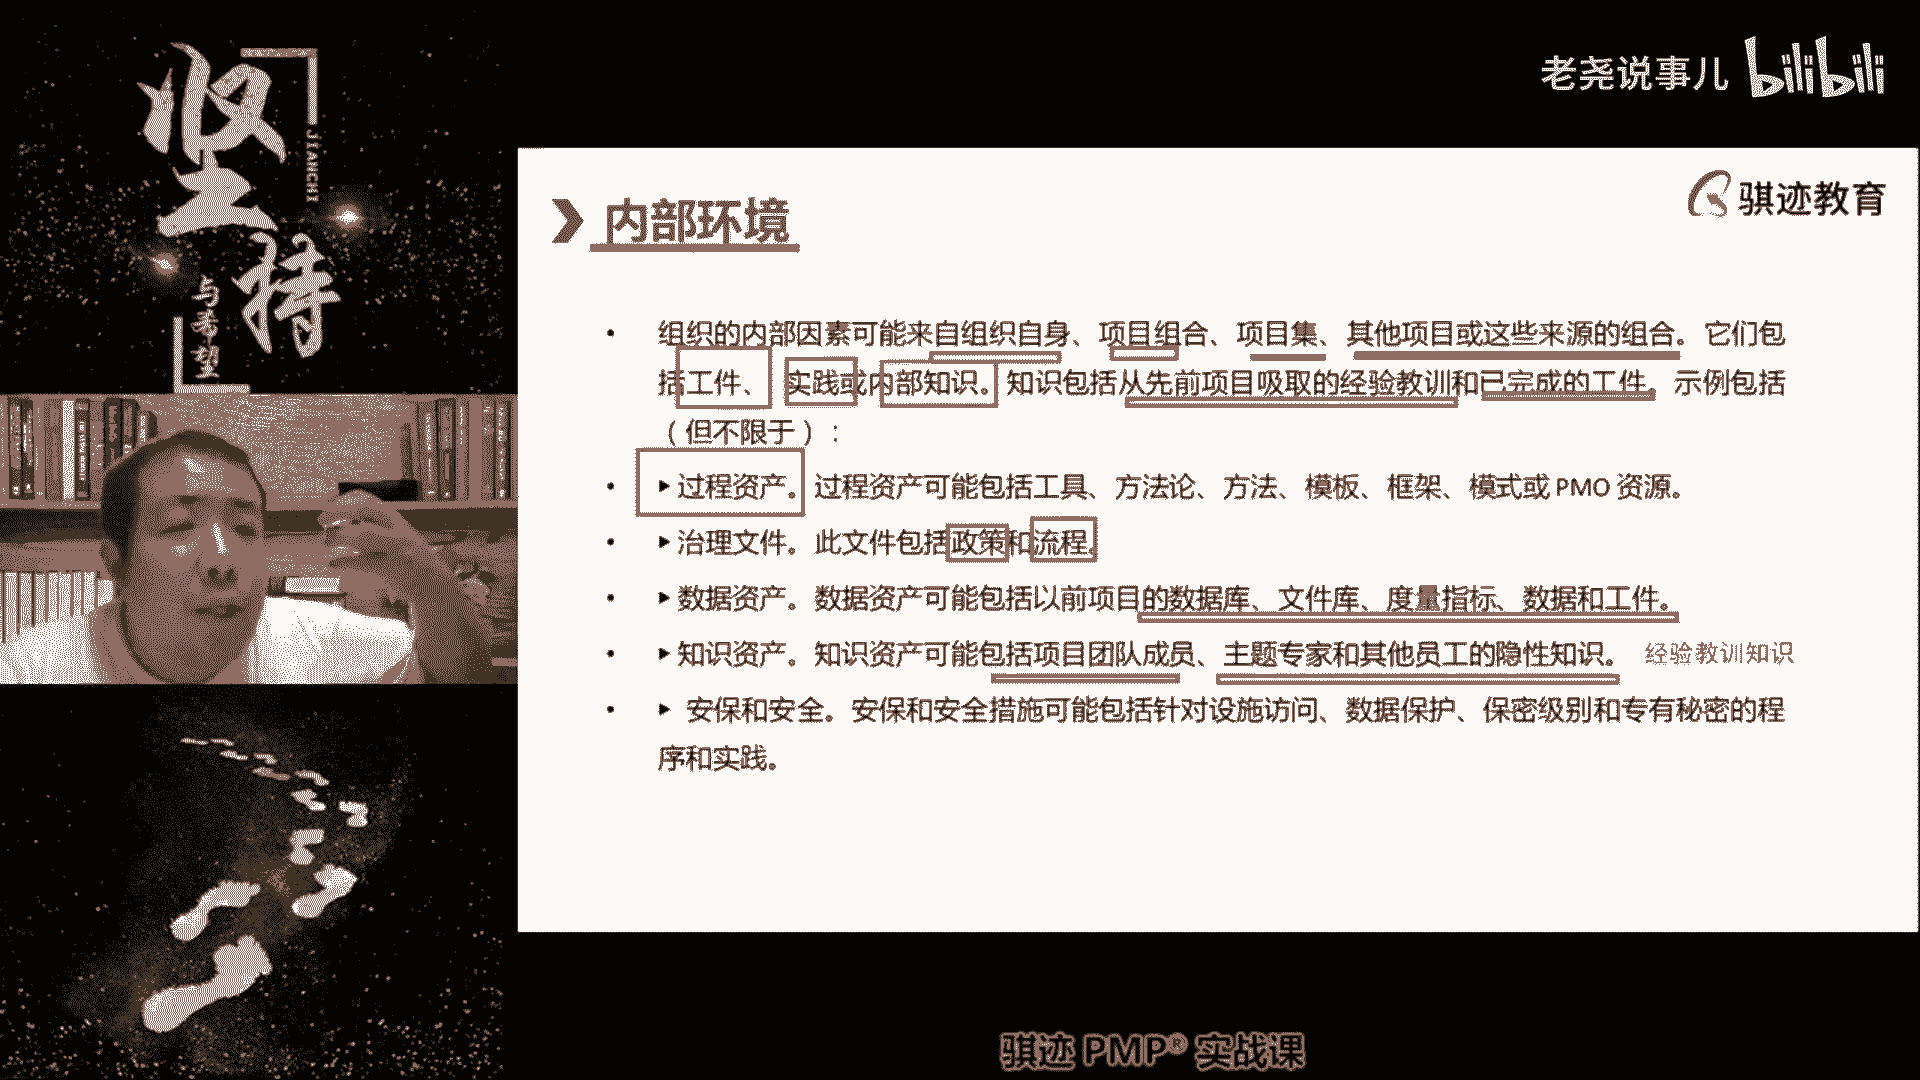 坚持
JIANCHI
与希望
老尧说事儿 bilibili
骐迹教育
内部环境
• 组织的内部因素可能来自组织自身、项目组合、项目集、其他项目或这些来源的组合。它们包
括工件、实践或内部知识。知识包括从先前项目吸取的经验教训和已完成的工件。示例包括
（但不限于）：
• ▶过程资产。过程资产可能包括工具、方法论、方法、模板、框架、模式或 PMO 资源。
• ▶治理文件。此文件包括政策和流程。
• ▶数据资产。数据资产可能包括以前项目的数据库、文件库、度量指标、数据和工件。
• ▶知识资产。知识资产可能包括项目团队成员、主题专家和其他员工的隐性知识。 经验教训知识
• ▶ 安保和安全。安保和安全措施可能包括针对设施访问、数据保护、保密级别和专有秘密的程
序和实践。
骐迹 PMP® 实战课